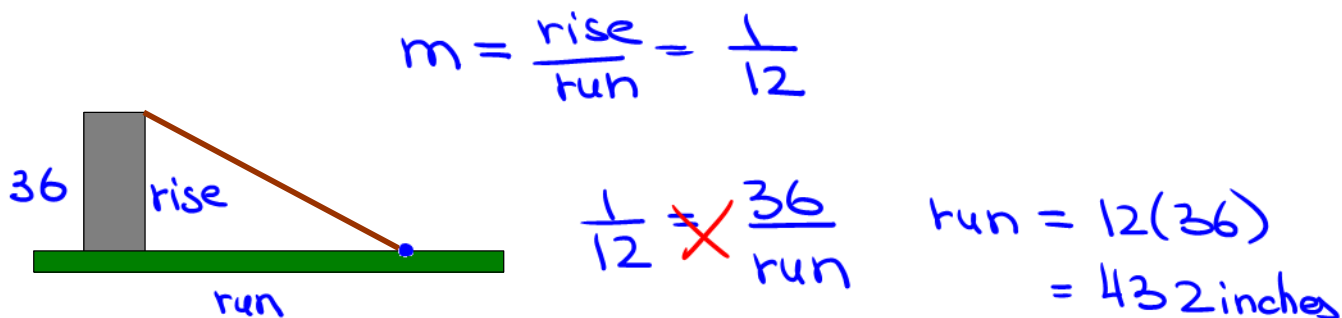 m = rise/run = 1/12
36 rise
run
1/12 = 36/run
run = 12(36)
= 432 inches